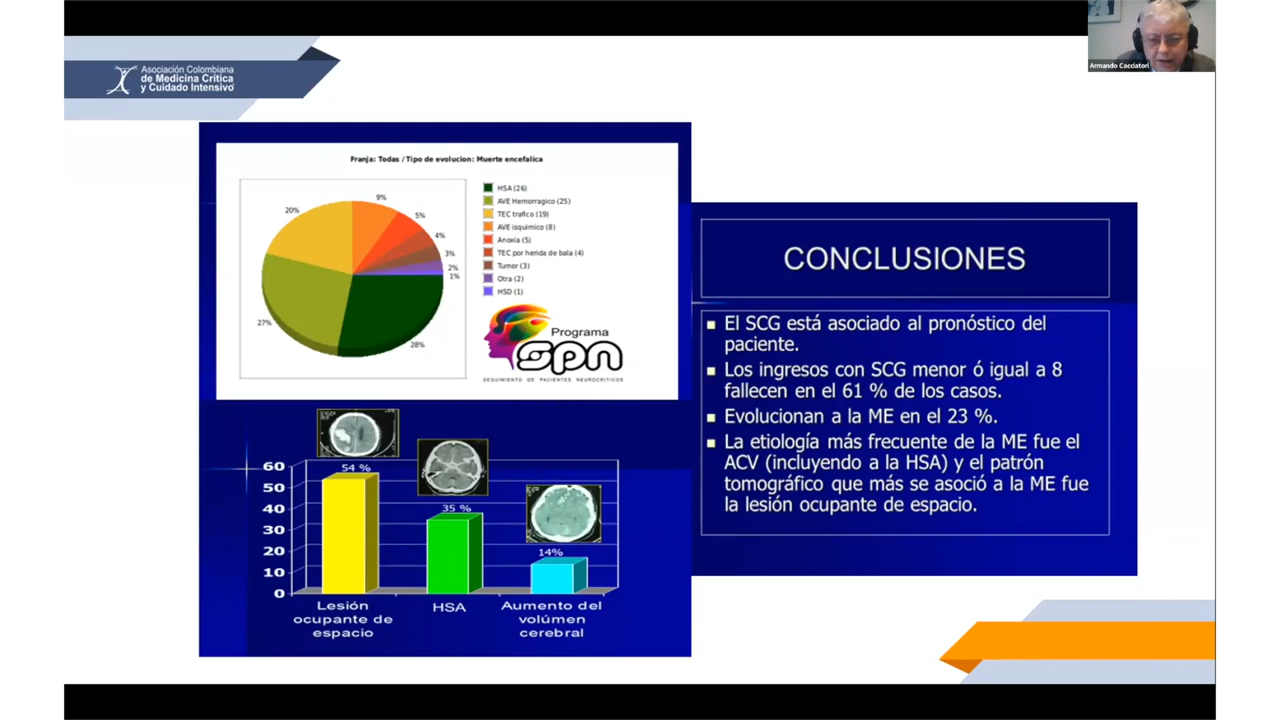 Armando Cacciatori
Asociación Colombiana
de Medicina Crítica
y Cuidado Intensivo
Franja: Todas / Tipo de evolucion: Muerte encefalica
HSA (26)
AVE Hemorragico (25)
TEC trafico (19)
AVE isquimico (8)
Anoxia (5)
TEC por herida de bala (4)
Tumor (3)
Otra (2)
HSD (1)
9%
5%
4%
3%
2%
1%
20%
27%
28%
Programa
spn
SEGUIMIENTO DE PACIENTES NEUROCRITICOS
60
50
40
30
20
10
0
54 %
35 %
14%
Lesión
ocupante de
espacio
HSA
Aumento del
volúmen
cerebral
CONCLUSIONES
El SCG está asociado al pronóstico del
paciente.
Los ingresos con SCG menor ó igual a 8
fallecen en el 61 % de los casos.
Evolucionan a la ME en el 23 %.
La etiología más frecuente de la ME fue el
ACV (incluyendo a la HSA) y el patrón
tomográfico que más se asoció a la ME fue
la lesión ocupante de espacio.